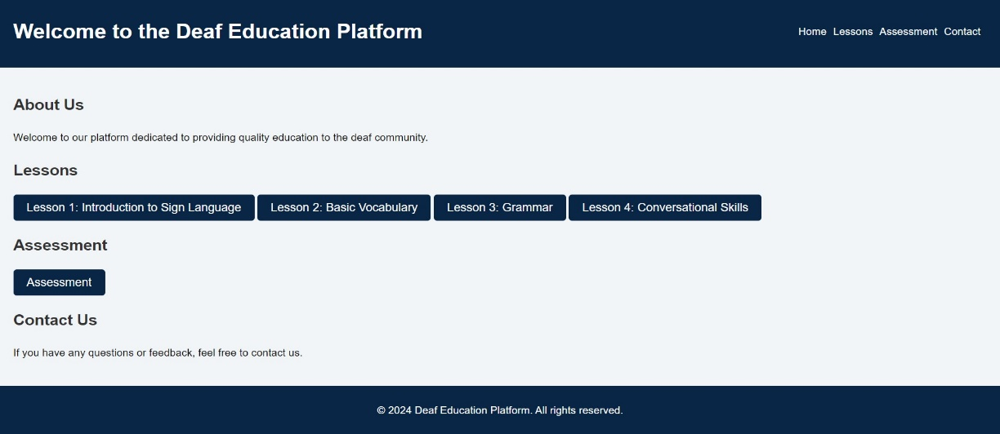 Welcome to the Deaf Education Platform
Home Lessons Assessment Contact
About Us
Welcome to our platform dedicated to providing quality education to the deaf community.
Lessons
Lesson 1: Introduction to Sign Language Lesson 2: Basic Vocabulary Lesson 3: Grammar Lesson 4: Conversational Skills
Assessment
Assessment
Contact Us
If you have any questions or feedback, feel free to contact us.
© 2024 Deaf Education Platform. All rights reserved.